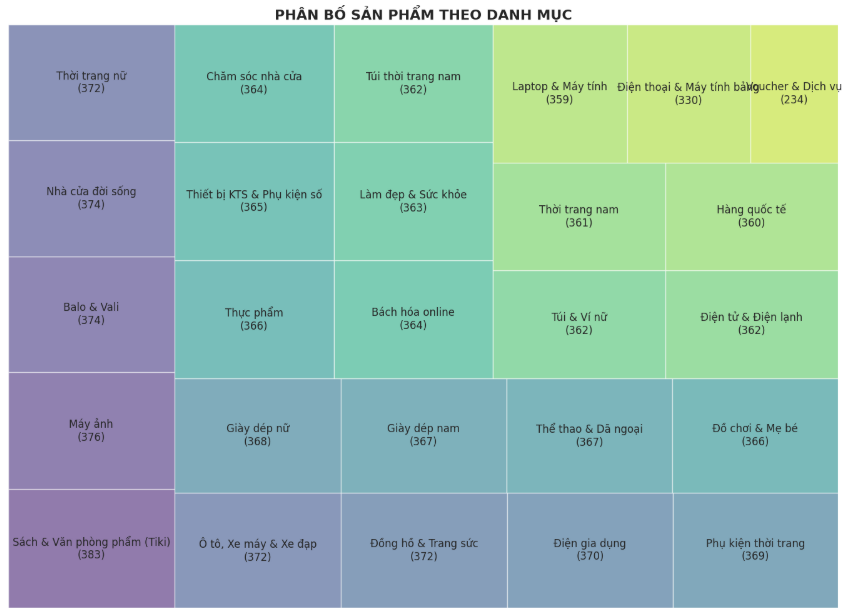 PHÂN BỐ SẢN PHẨM THEO DANH MỤC
Thời trang nữ
(372)
Chăm sóc nhà cửa
(364)
Túi thời trang nam
(362)
Laptop & Máy tính
(359)
Điện thoại & Máy tính bảng
(330)
Voucher & Dịch vụ
(234)
Nhà cửa đời sống
(374)
Thiết bị KTS & Phụ kiện số
(365)
Làm đẹp & Sức khỏe
(363)
Thời trang nam
(361)
Hàng quốc tế
(360)
Balo & Vali
(374)
Thực phẩm
(366)
Bách hóa online
(364)
Túi & Ví nữ
(362)
Điện tử & Điện lạnh
(362)
Máy ảnh
(376)
Giày dép nữ
(368)
Giày dép nam
(367)
Thể thao & Dã ngoại
(367)
Đồ chơi & Mẹ bé
(366)
Sách & Văn phòng phẩm (Tiki)
(383)
Ô tô, Xe máy & Xe đạp
(372)
Đồng hồ & Trang sức
(372)
Điện gia dụng
(370)
Phụ kiện thời trang
(369)